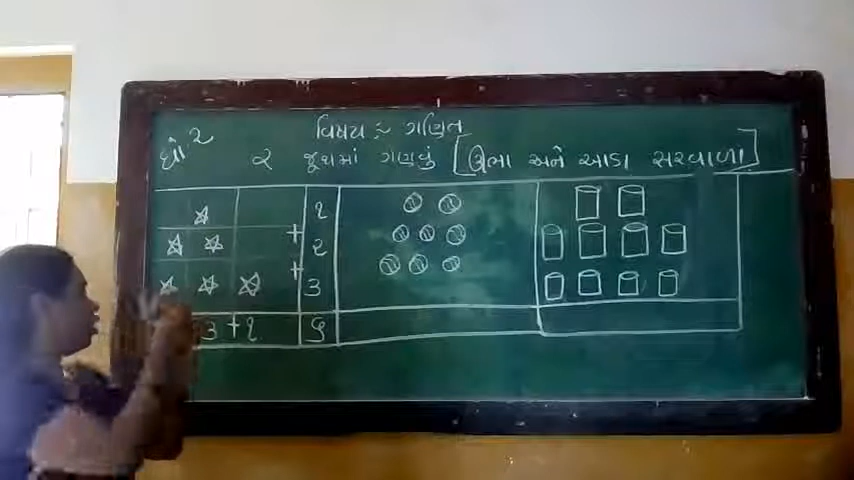 ધો ૨
વિષય :- ગણિત
૨ જૂથમાં ગણવું [ઊભા અને આડા સરવાળા]
૧
+ ૨
+ ૩
૩ + ૨ ૬